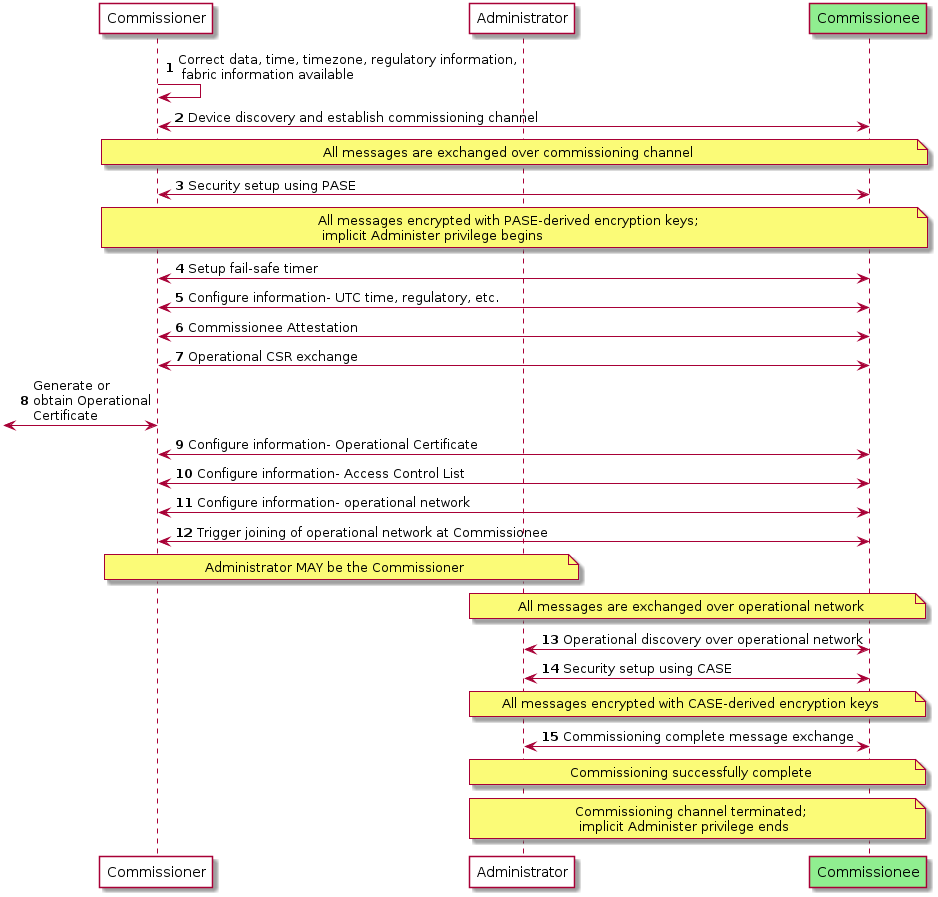 Commissioner
Administrator
Commissionee
1 Correct data, time, timezone, regulatory information,
fabric information available
2 Device discovery and establish commissioning channel
All messages are exchanged over commissioning channel
3 Security setup using PASE
All messages encrypted with PASE-derived encryption keys;
implicit Administer privilege begins
4 Setup fail-safe timer
5 Configure information- UTC time, regulatory, etc.
6 Commissionee Attestation
7 Operational CSR exchange
Generate or
8 obtain Operational
Certificate
9 Configure information- Operational Certificate
10 Configure information- Access Control List
11 Configure information- operational network
12 Trigger joining of operational network at Commissionee
Administrator MAY be the Commissioner
All messages are exchanged over operational network
13 Operational discovery over operational network
14 Security setup using CASE
All messages encrypted with CASE-derived encryption keys
15 Commissioning complete message exchange
Commissioning successfully complete
Commissioning channel terminated;
implicit Administer privilege ends
Commissioner
Administrator
Commissionee